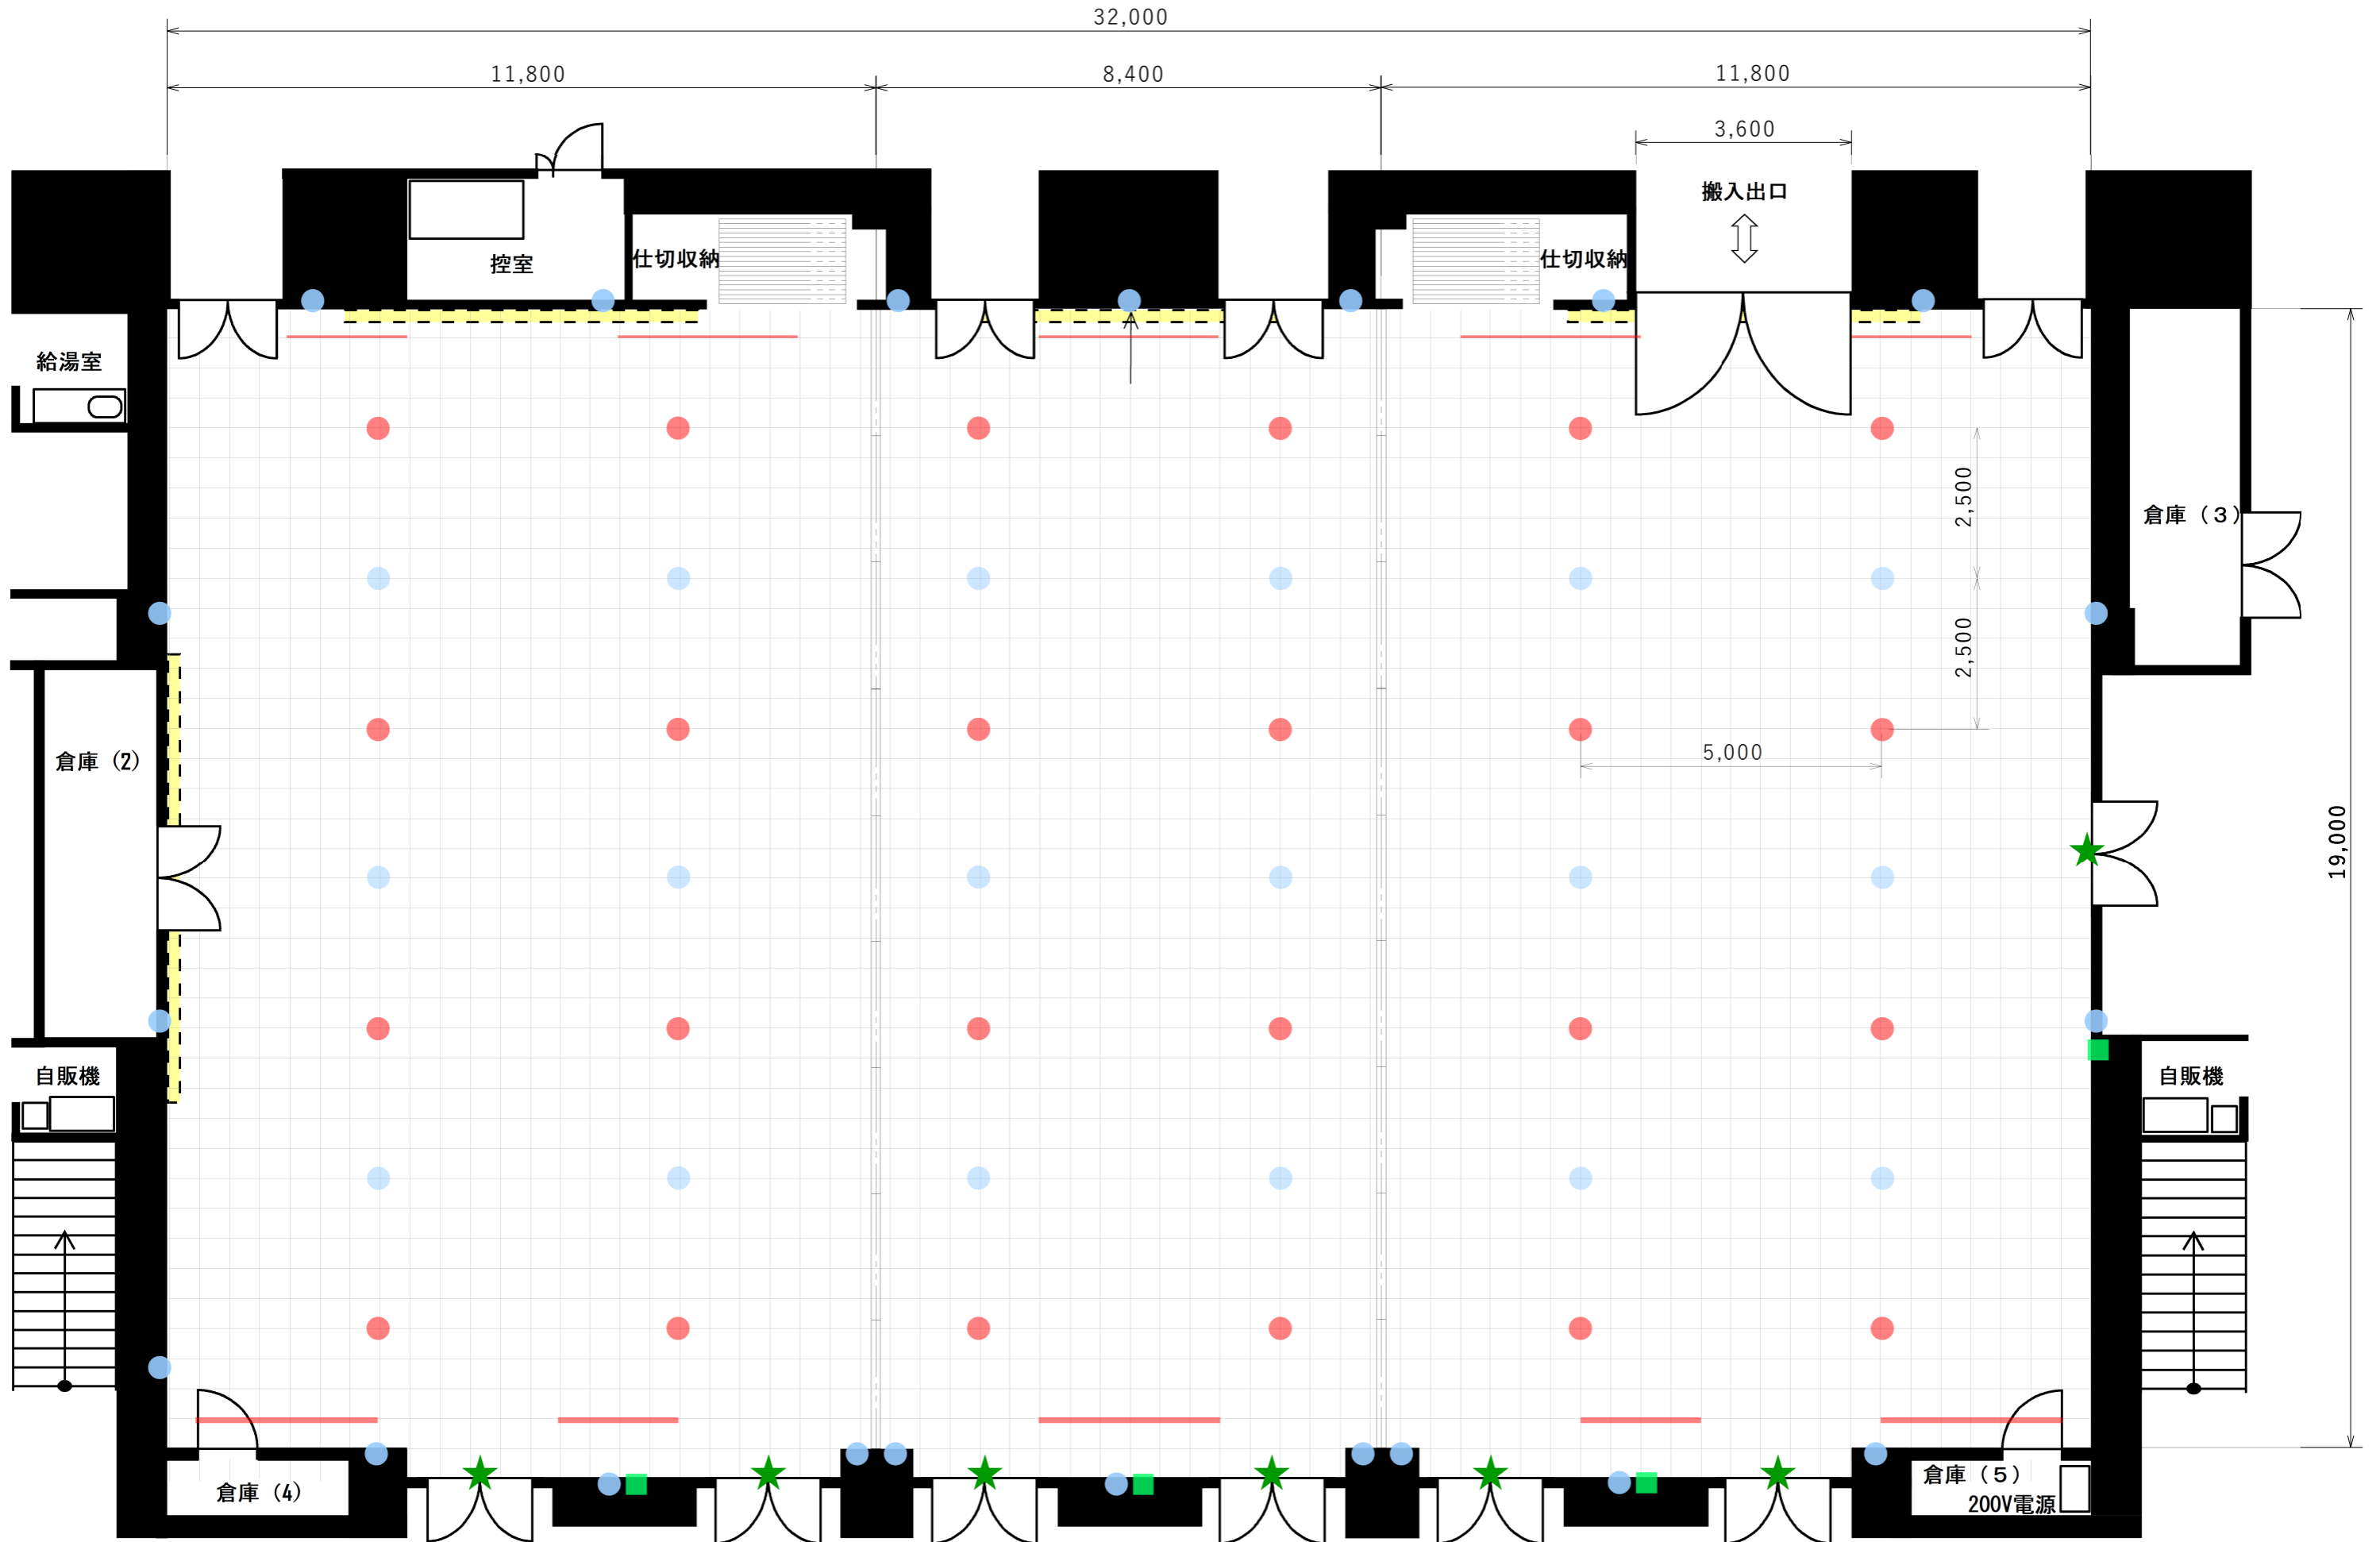 32,000
11,800
8,400
11,800
3,600
搬入出口
控室
仕切収納
仕切収納
給湯室
2,500
倉庫（３）
2,500
倉庫（2）
5,000
19,000
自販機
自販機
倉庫（4）
倉庫（５）
200V電源